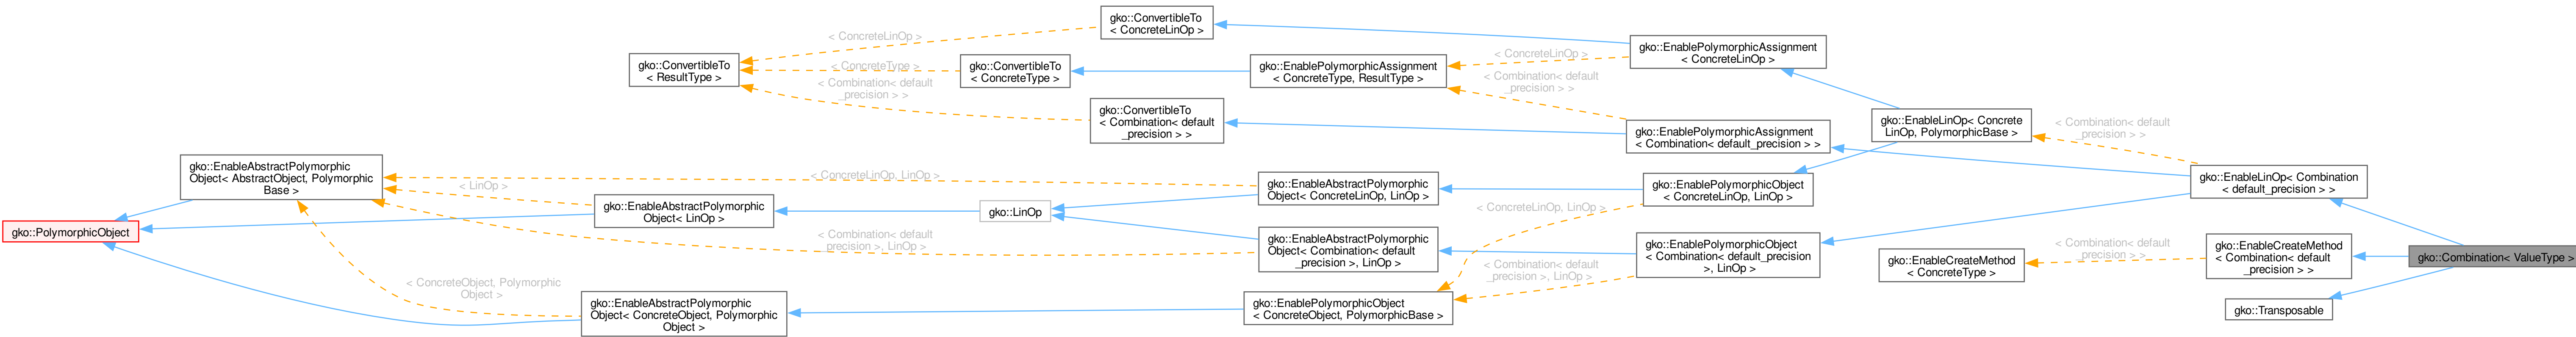 gko::ConvertibleTo
< ConcreteLinOp >
< ConcreteLinOp >
gko::EnablePolymorphicAssignment
< ConcreteLinOp >
< ConcreteLinOp >
gko::ConvertibleTo
< ResultType >
< ConcreteType >
gko::ConvertibleTo
< ConcreteType >
gko::EnablePolymorphicAssignment
< ConcreteType, ResultType >
< Combination< default
_precision > >
< Combination< default
_precision > >
gko::ConvertibleTo
< Combination< default
_precision > >
gko::EnablePolymorphicAssignment
< Combination< default_precision > >
gko::EnableLinOp< Concrete
LinOp, PolymorphicBase >
< Combination< default
_precision > >
gko::EnableAbstractPolymorphic
Object< AbstractObject, Polymorphic
Base >
< ConcreteLinOp, LinOp >
< LinOp >
gko::EnableAbstractPolymorphic
Object< ConcreteLinOp, LinOp >
gko::EnablePolymorphicObject
< ConcreteLinOp, LinOp >
gko::EnableLinOp< Combination
< default_precision > >
gko::EnableAbstractPolymorphic
Object< LinOp >
gko::LinOp
< ConcreteLinOp, LinOp >
gko::PolymorphicObject
< Combination< default
_precision >, LinOp >
gko::EnableAbstractPolymorphic
Object< Combination< default
_precision >, LinOp >
gko::EnablePolymorphicObject
< Combination< default_precision
>, LinOp >
< Combination< default
_precision >, LinOp >
gko::EnableCreateMethod
< ConcreteType >
< Combination< default
_precision > >
gko::EnableCreateMethod
< Combination< default
_precision > >
gko::Combination< ValueType >
< ConcreteObject, Polymorphic
Object >
gko::EnableAbstractPolymorphic
Object< ConcreteObject, Polymorphic
Object >
gko::EnablePolymorphicObject
< ConcreteObject, PolymorphicBase >
gko::Transposable